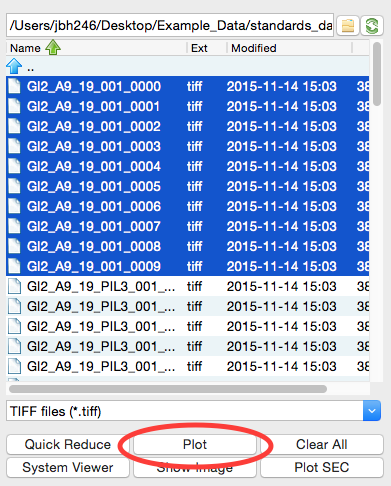 /Users/jbh246/Desktop/Example_Data/standards_da
Name Ext Modified
..
GI2_A9_19_001_0000 tiff 2015-11-14 15:03 38
GI2_A9_19_001_0001 tiff 2015-11-14 15:03 38
GI2_A9_19_001_0002 tiff 2015-11-14 15:03 38
GI2_A9_19_001_0003 tiff 2015-11-14 15:03 38
GI2_A9_19_001_0004 tiff 2015-11-14 15:03 38
GI2_A9_19_001_0005 tiff 2015-11-14 15:03 38
GI2_A9_19_001_0006 tiff 2015-11-14 15:03 38
GI2_A9_19_001_0007 tiff 2015-11-14 15:03 38
GI2_A9_19_001_0008 tiff 2015-11-14 15:03 38
GI2_A9_19_001_0009 tiff 2015-11-14 15:03 38
GI2_A9_19_PIL3_001_... tiff 2015-11-14 15:03 38
GI2_A9_19_PIL3_001_... tiff 2015-11-14 15:03 38
GI2_A9_19_PIL3_001_... tiff 2015-11-14 15:03 38
GI2_A9_19_PIL3_001_... tiff 2015-11-14 15:03 38
GI2_A9_19_PIL3_001_... tiff 2015-11-14 15:03 38
TIFF files (*.tiff)
Quick Reduce Plot Clear All
System Viewer Show Image Plot SEC